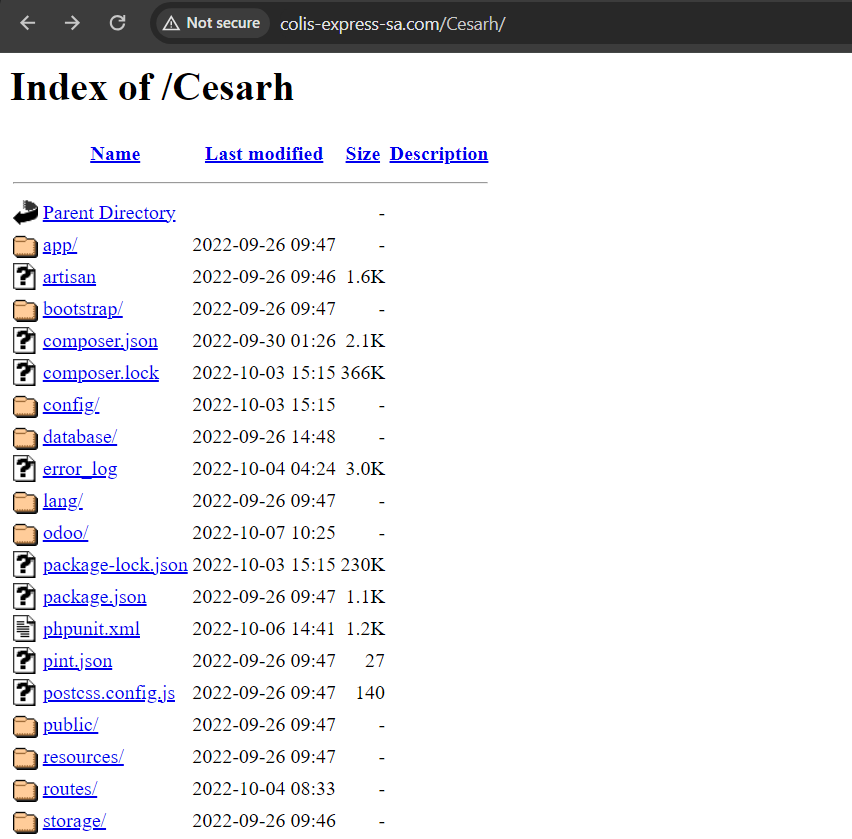 Not secure colis-express-sa.com/Cesarh/
Index of /Cesarh
Name Last modified Size Description
Parent Directory -
app/ 2022-09-26 09:47 -
artisan 2022-09-26 09:46 1.6K
bootstrap/ 2022-09-26 09:47 -
composer.json 2022-09-30 01:26 2.1K
composer.lock 2022-10-03 15:15 366K
config/ 2022-10-03 15:15 -
database/ 2022-09-26 14:48 -
error_log 2022-10-04 04:24 3.0K
lang/ 2022-09-26 09:47 -
odoo/ 2022-10-07 10:25 -
package-lock.json 2022-10-03 15:15 230K
package.json 2022-09-26 09:47 1.1K
phpunit.xml 2022-10-06 14:41 1.2K
pint.json 2022-09-26 09:47 27
postcss.config.js 2022-09-26 09:47 140
public/ 2022-09-26 09:47 -
resources/ 2022-09-26 09:47 -
routes/ 2022-10-04 08:33 -
storage/ 2022-09-26 09:46 -